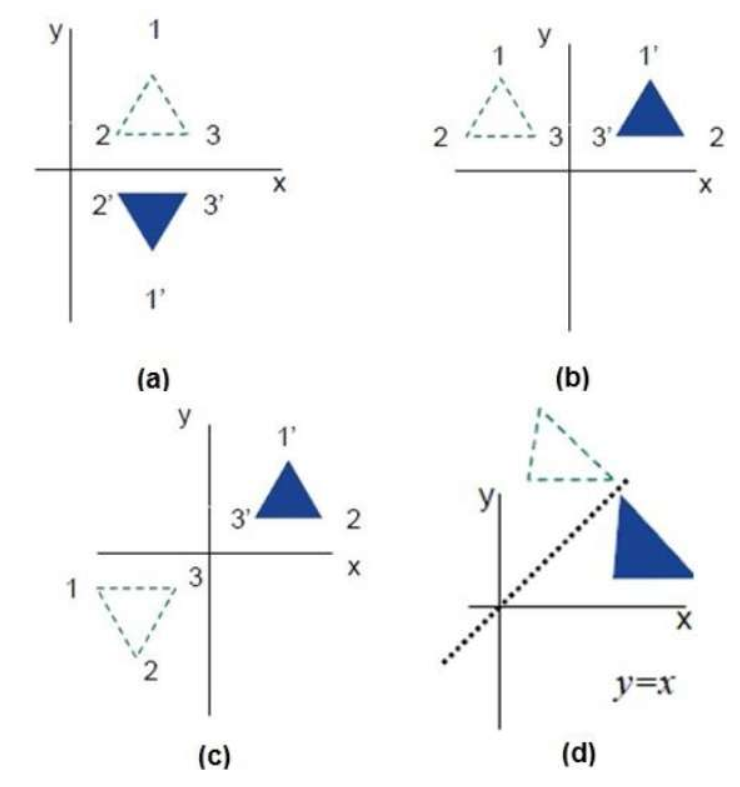 y
1
2 3
x
2' 3'
1'
(a)
y
1 1'
2 3 3' 2
x
(b)
y
1'
3' 2
x
1 3
2
(c)
y
x
y=x
(d)